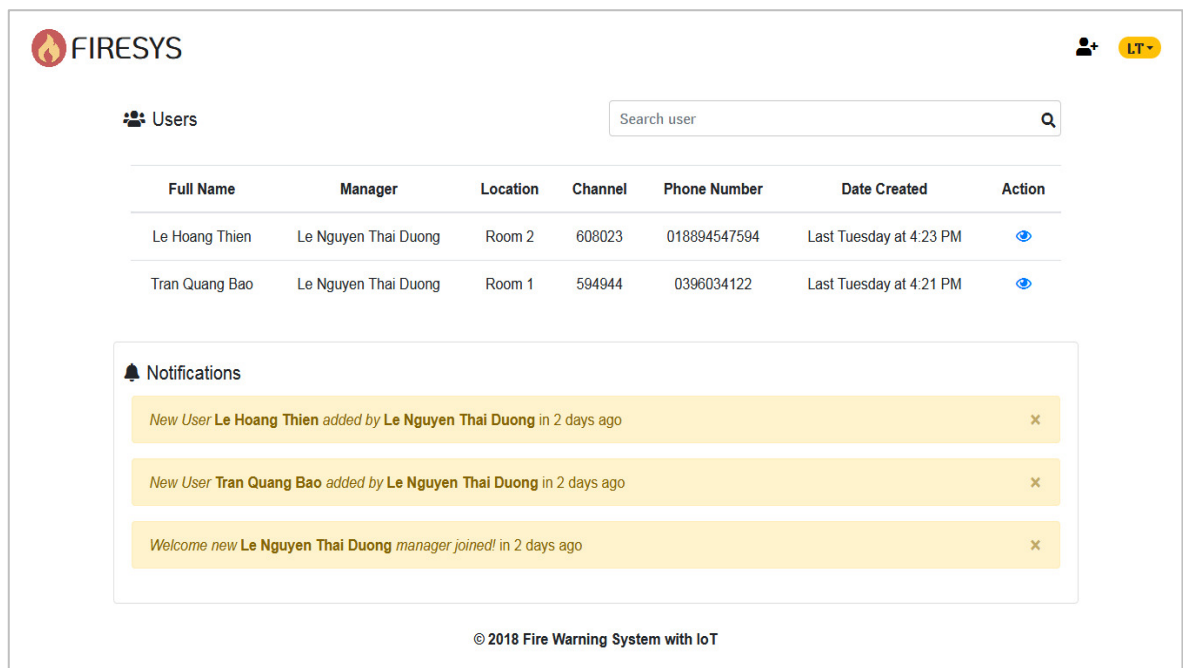 FIRESYS
LT
Users
Search user
Full Name Manager Location Channel Phone Number Date Created Action
Le Hoang Thien Le Nguyen Thai Duong Room 2 608023 018894547594 Last Tuesday at 4:23 PM
Tran Quang Bao Le Nguyen Thai Duong Room 1 594944 0396034122 Last Tuesday at 4:21 PM
Notifications
New User Le Hoang Thien added by Le Nguyen Thai Duong in 2 days ago ×
New User Tran Quang Bao added by Le Nguyen Thai Duong in 2 days ago ×
Welcome new Le Nguyen Thai Duong manager joined! in 2 days ago ×
© 2018 Fire Warning System with IoT